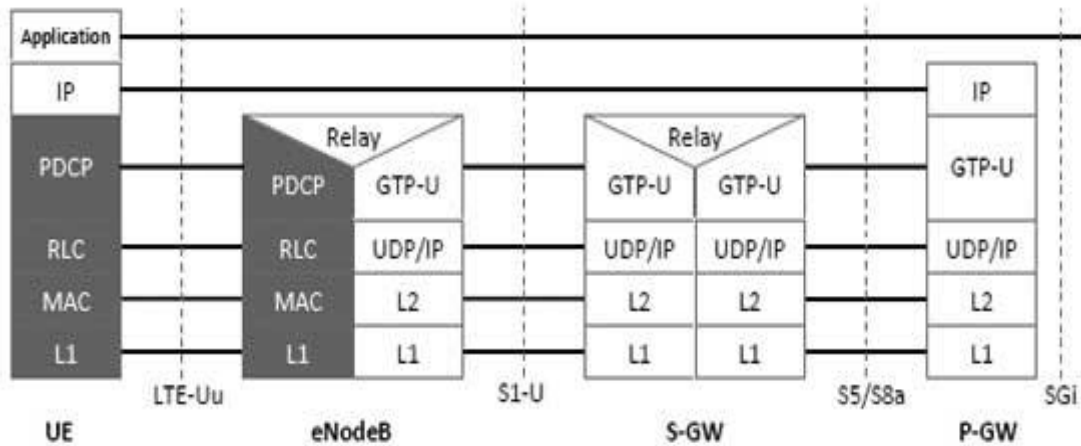 Application
IP IP
Relay Relay
PDCP PDCP GTP-U GTP-U GTP-U GTP-U
RLC RLC UDP/IP UDP/IP UDP/IP UDP/IP
MAC MAC L2 L2 L2 L2
L1 L1 L1 L1 L1 L1
LTE-Uu S1-U S5/S8a SGi
UE eNodeB S-GW P-GW